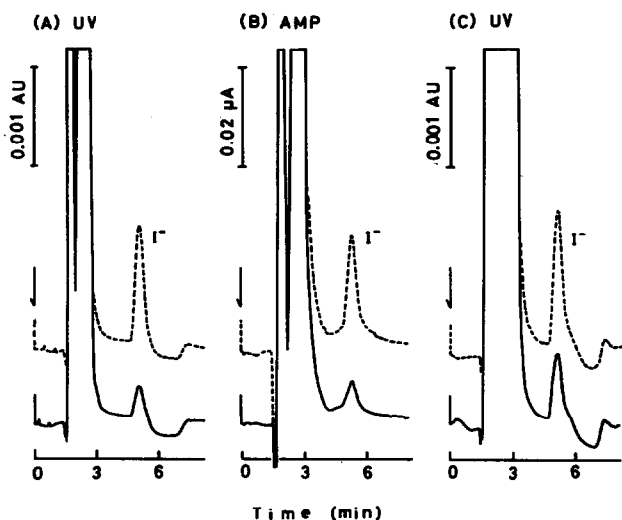 (A) UV
(B) AMP
(C) UV
0.001 AU
0.02 μA
0.001 AU
I⁻
I⁻
I⁻
0 3 6
0 3 6
0 3 6
Time (min)